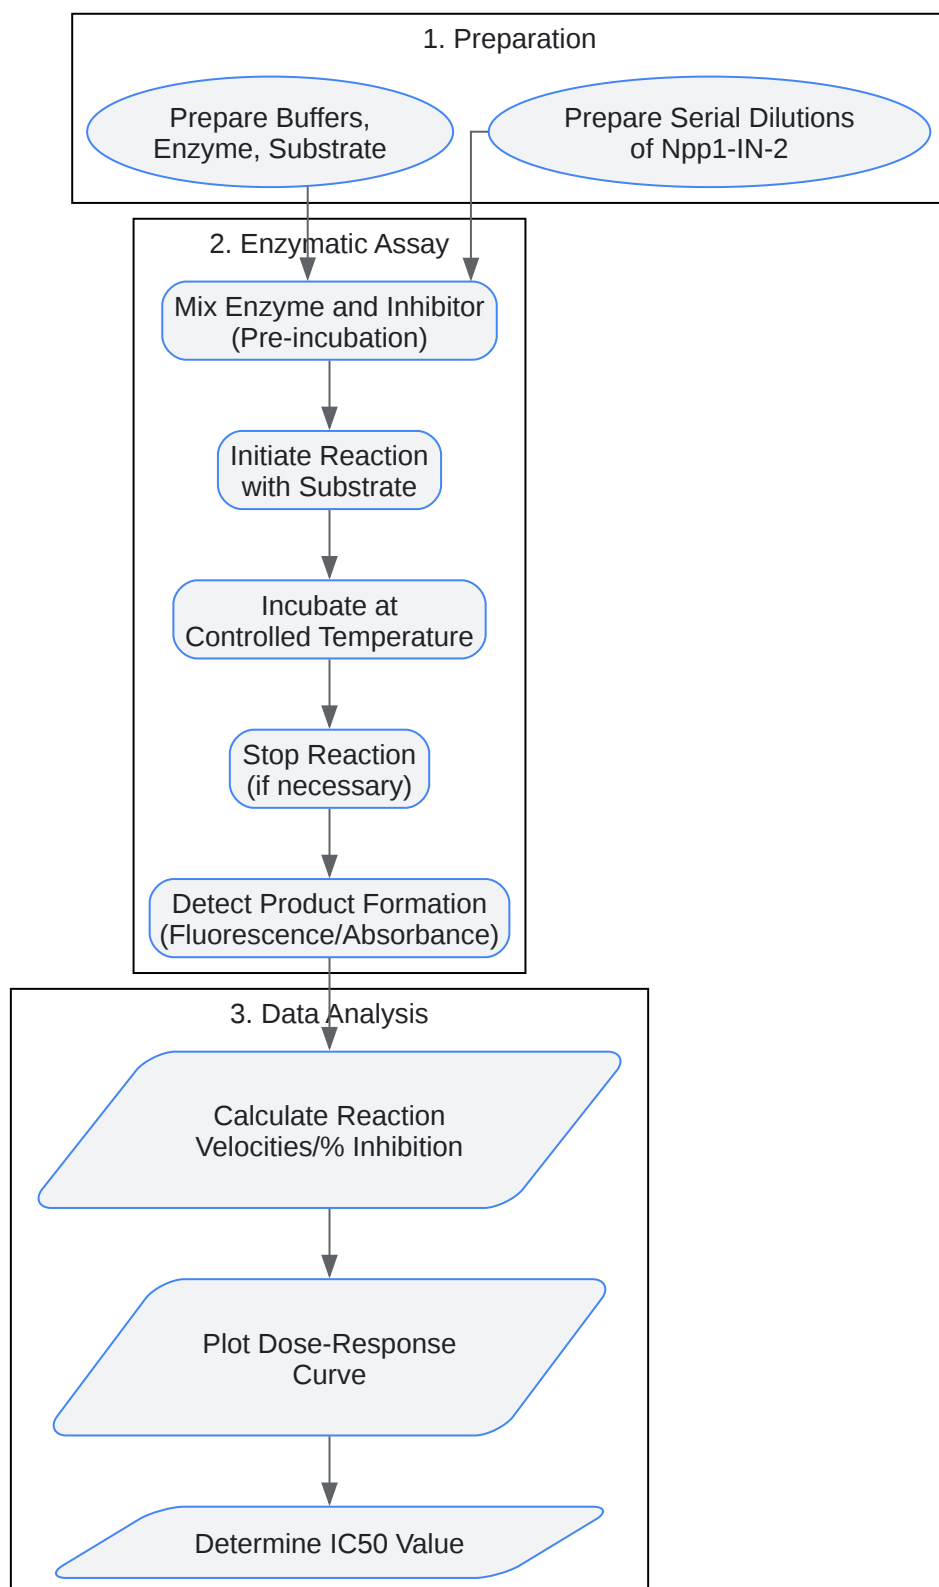 1. Preparation
Prepare Buffers,
Enzyme, Substrate
Prepare Serial Dilutions
of Npp1-IN-2
2. Enzymatic Assay
Mix Enzyme and Inhibitor
(Pre-incubation)
Initiate Reaction
with Substrate
Incubate at
Controlled Temperature
Stop Reaction
(if necessary)
Detect Product Formation
(Fluorescence/Absorbance)
3. Data Analysis
Calculate Reaction
Velocities/% Inhibition
Plot Dose-Response
Curve
Determine IC50 Value